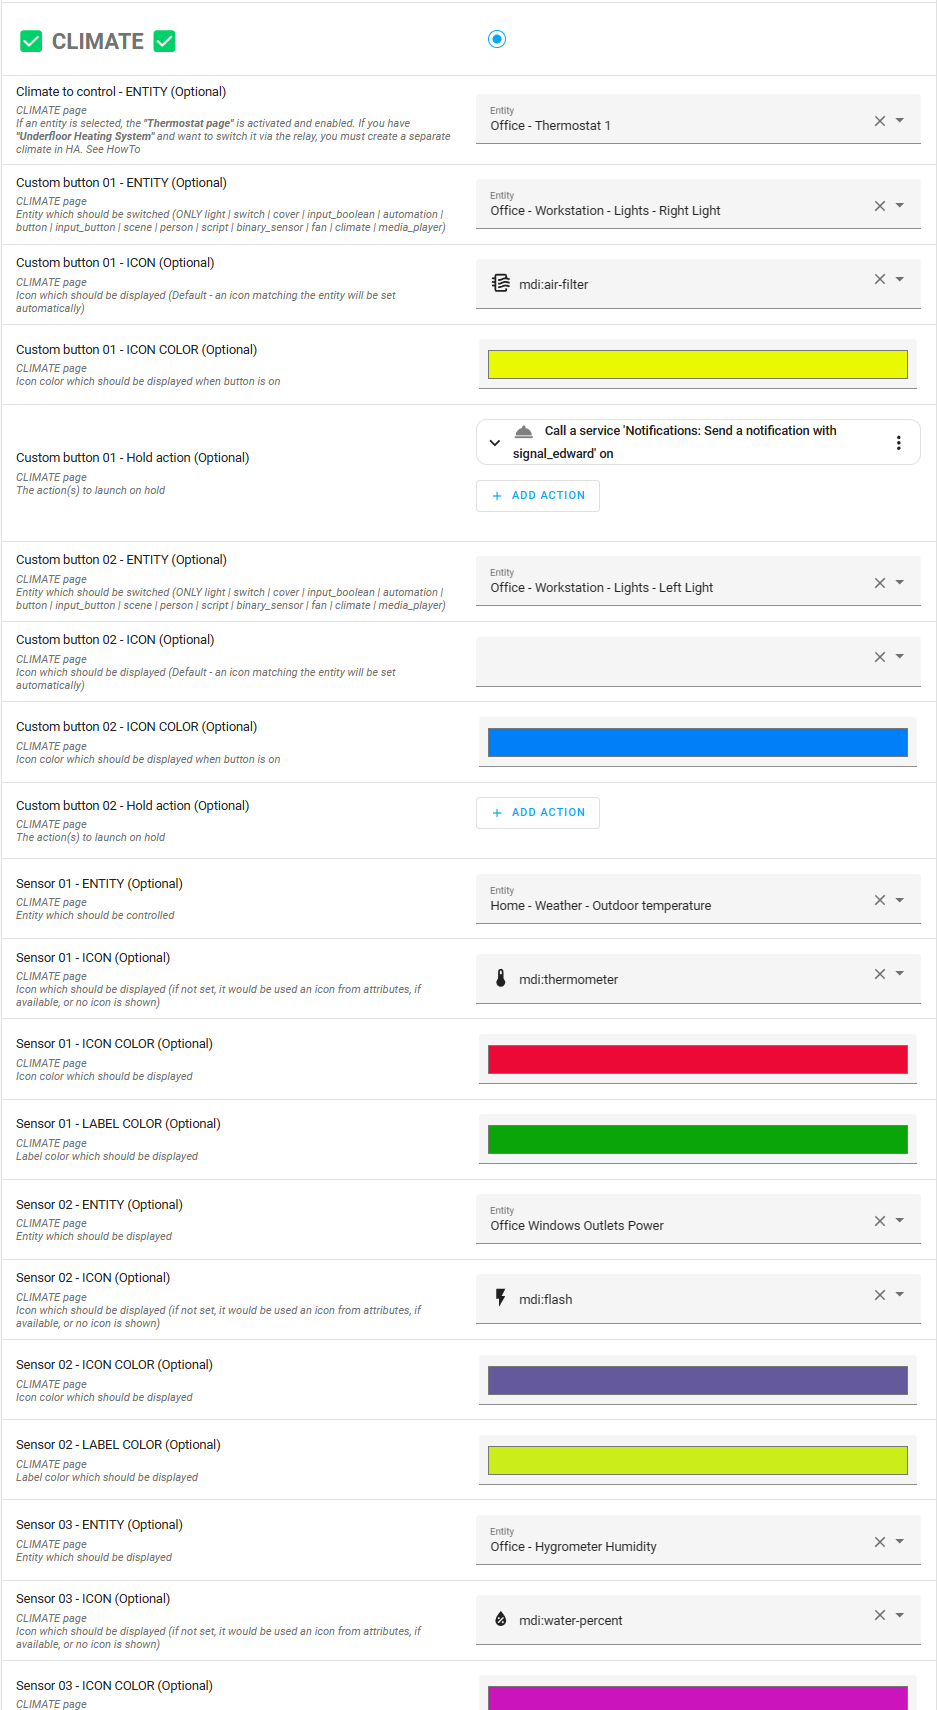 CLIMATE
Climate to control - ENTITY (Optional)
CLIMATE page
If an entity is selected, the "Thermostat page" is activated and enabled. If you have
"Underfloor Heating System" and want to switch it via the relay, you must create a separate
climate in HA. See HowTo
Entity
Office - Thermostat 1
Custom button 01 - ENTITY (Optional)
CLIMATE page
Entity which should be switched (ONLY light | switch | cover | input_boolean | automation |
button | input_button | scene | person | script | binary_sensor | fan | climate | media_player)
Entity
Office - Workstation - Lights - Right Light
Custom button 01 - ICON (Optional)
CLIMATE page
Icon which should be displayed (Default - an icon matching the entity will be set
automatically)
mdi:air-filter
Custom button 01 - ICON COLOR (Optional)
CLIMATE page
Icon color which should be displayed when button is on
Custom button 01 - Hold action (Optional)
CLIMATE page
The action(s) to launch on hold
Call a service 'Notifications: Send a notification with
signal_edward' on
+ ADD ACTION
Custom button 02 - ENTITY (Optional)
CLIMATE page
Entity which should be switched (ONLY light | switch | cover | input_boolean | automation |
button | input_button | scene | person | script | binary_sensor | fan | climate | media_player)
Entity
Office - Workstation - Lights - Left Light
Custom button 02 - ICON (Optional)
CLIMATE page
Icon which should be displayed (Default - an icon matching the entity will be set
automatically)
Custom button 02 - ICON COLOR (Optional)
CLIMATE page
Icon color which should be displayed when button is on
Custom button 02 - Hold action (Optional)
CLIMATE page
The action(s) to launch on hold
+ ADD ACTION
Sensor 01 - ENTITY (Optional)
CLIMATE page
Entity which should be controlled
Entity
Home - Weather - Outdoor temperature
Sensor 01 - ICON (Optional)
CLIMATE page
Icon which should be displayed (if not set, it would be used an icon from attributes, if
available, or no icon is shown)
mdi:thermometer
Sensor 01 - ICON COLOR (Optional)
CLIMATE page
Icon color which should be displayed
Sensor 01 - LABEL COLOR (Optional)
CLIMATE page
Label color which should be displayed
Sensor 02 - ENTITY (Optional)
CLIMATE page
Entity which should be displayed
Entity
Office Windows Outlets Power
Sensor 02 - ICON (Optional)
CLIMATE page
Icon which should be displayed (if not set, it would be used an icon from attributes, if
available, or no icon is shown)
mdi:flash
Sensor 02 - ICON COLOR (Optional)
CLIMATE page
Icon color which should be displayed
Sensor 02 - LABEL COLOR (Optional)
CLIMATE page
Label color which should be displayed
Sensor 03 - ENTITY (Optional)
CLIMATE page
Entity which should be displayed
Entity
Office - Hygrometer Humidity
Sensor 03 - ICON (Optional)
CLIMATE page
Icon which should be displayed (if not set, it would be used an icon from attributes, if
available, or no icon is shown)
mdi:water-percent
Sensor 03 - ICON COLOR (Optional)
CLIMATE page